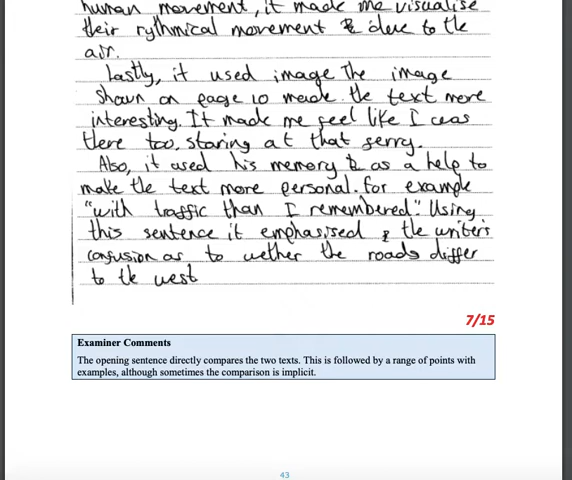 human movement, it made me visualise
their rythmical movement & due to the
air.
Lastly, it used image the image
shown on page 10 made the text more
interesting. It made me feel like I was
there too, staring at that ferry.
Also, it used his memory as a help to
make the text more personal. for example
"with traffic than I remembered." Using
this sentence it emphasised the writer's
confusion as to wether the roads differ
to the west
7/15
Examiner Comments
The opening sentence directly compares the two texts. This is followed by a range of points with
examples, although sometimes the comparison is implicit.
43